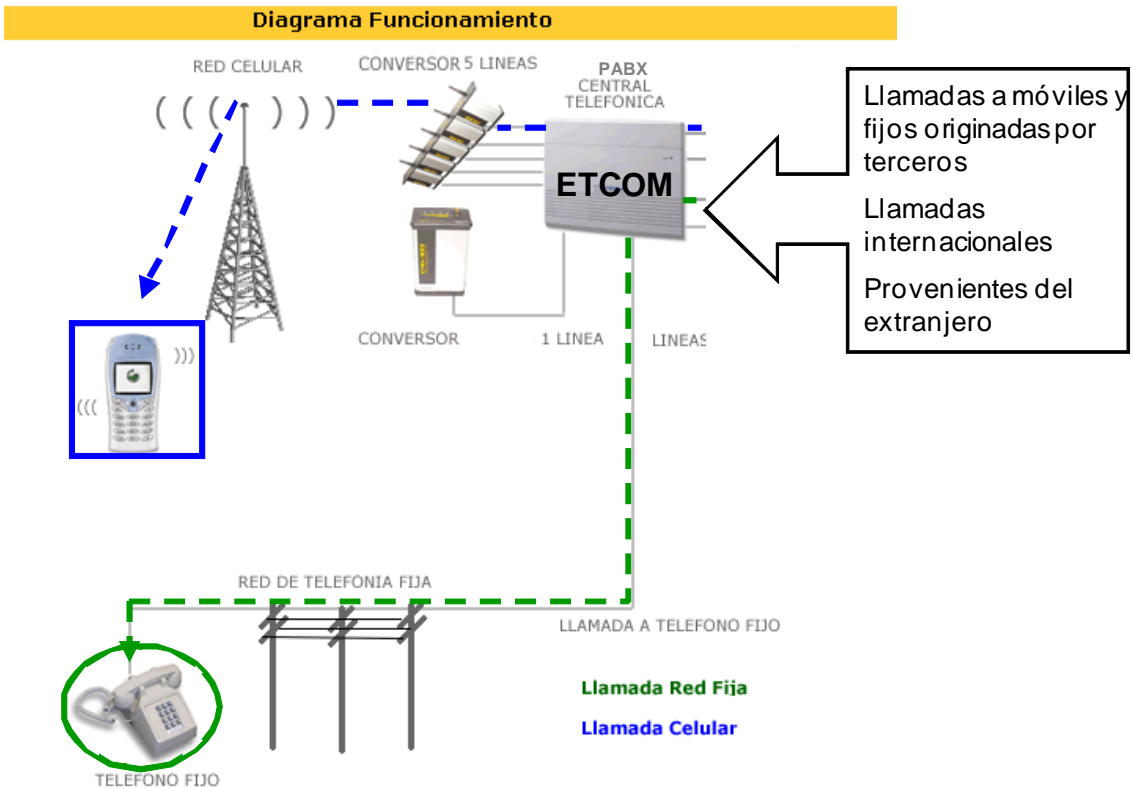 Diagrama Funcionamiento
RED CELULAR
CONVERSOR 5 LINEAS
PABX
CENTRAL
TELEFONICA
ETCOM
Llamadas a móviles y
fijos originadas por
terceros
Llamadas
internacionales
Provenientes del
extranjero
CONVERSOR
1 LINEA
LINEAS
RED DE TELEFONIA FIJA
LLAMADA A TELEFONO FIJO
Llamada Red Fija
Llamada Celular
TELEFONO FIJO